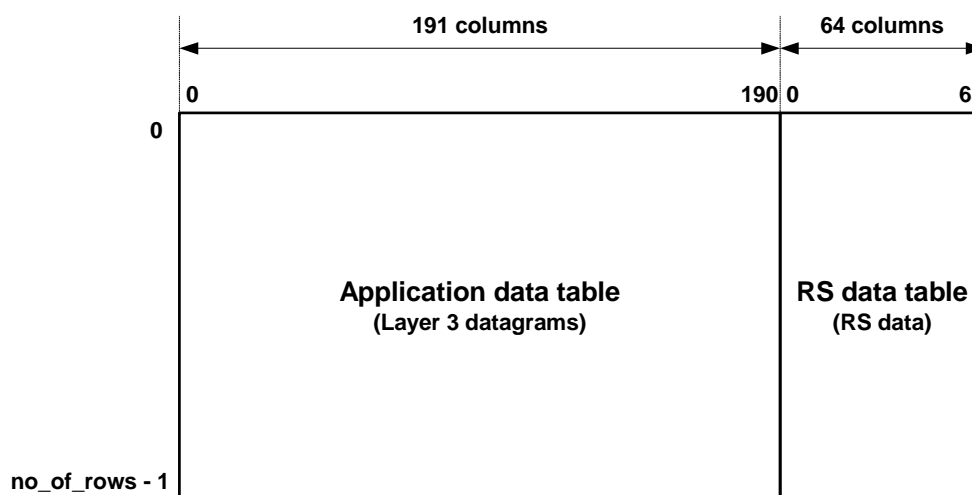 191 columns 64 columns
0 190 0 6
0
Application data table RS data table
(Layer 3 datagrams) (RS data)
no_of_rows - 1